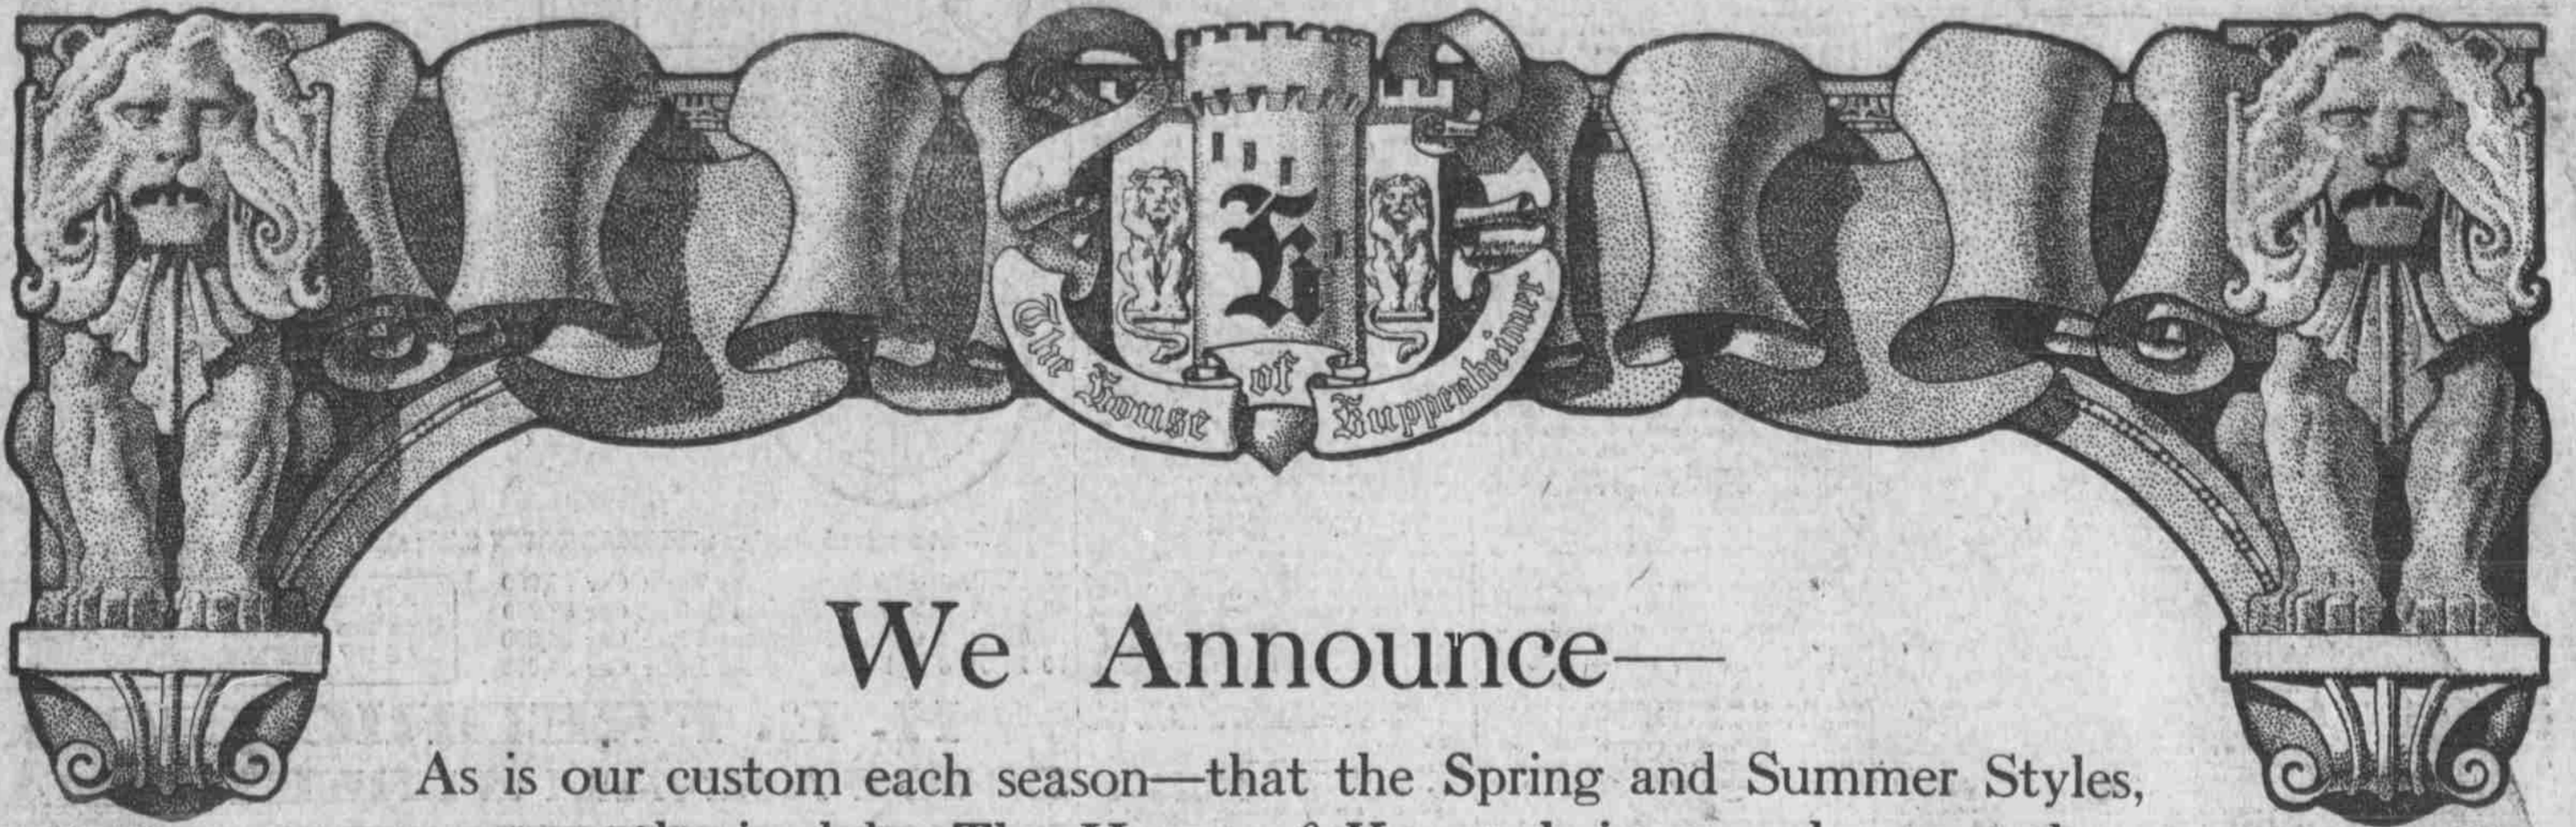 K
The House of Kuppenheimer
We Announce—
As is our custom each season—that the Spring and Summer Styles,